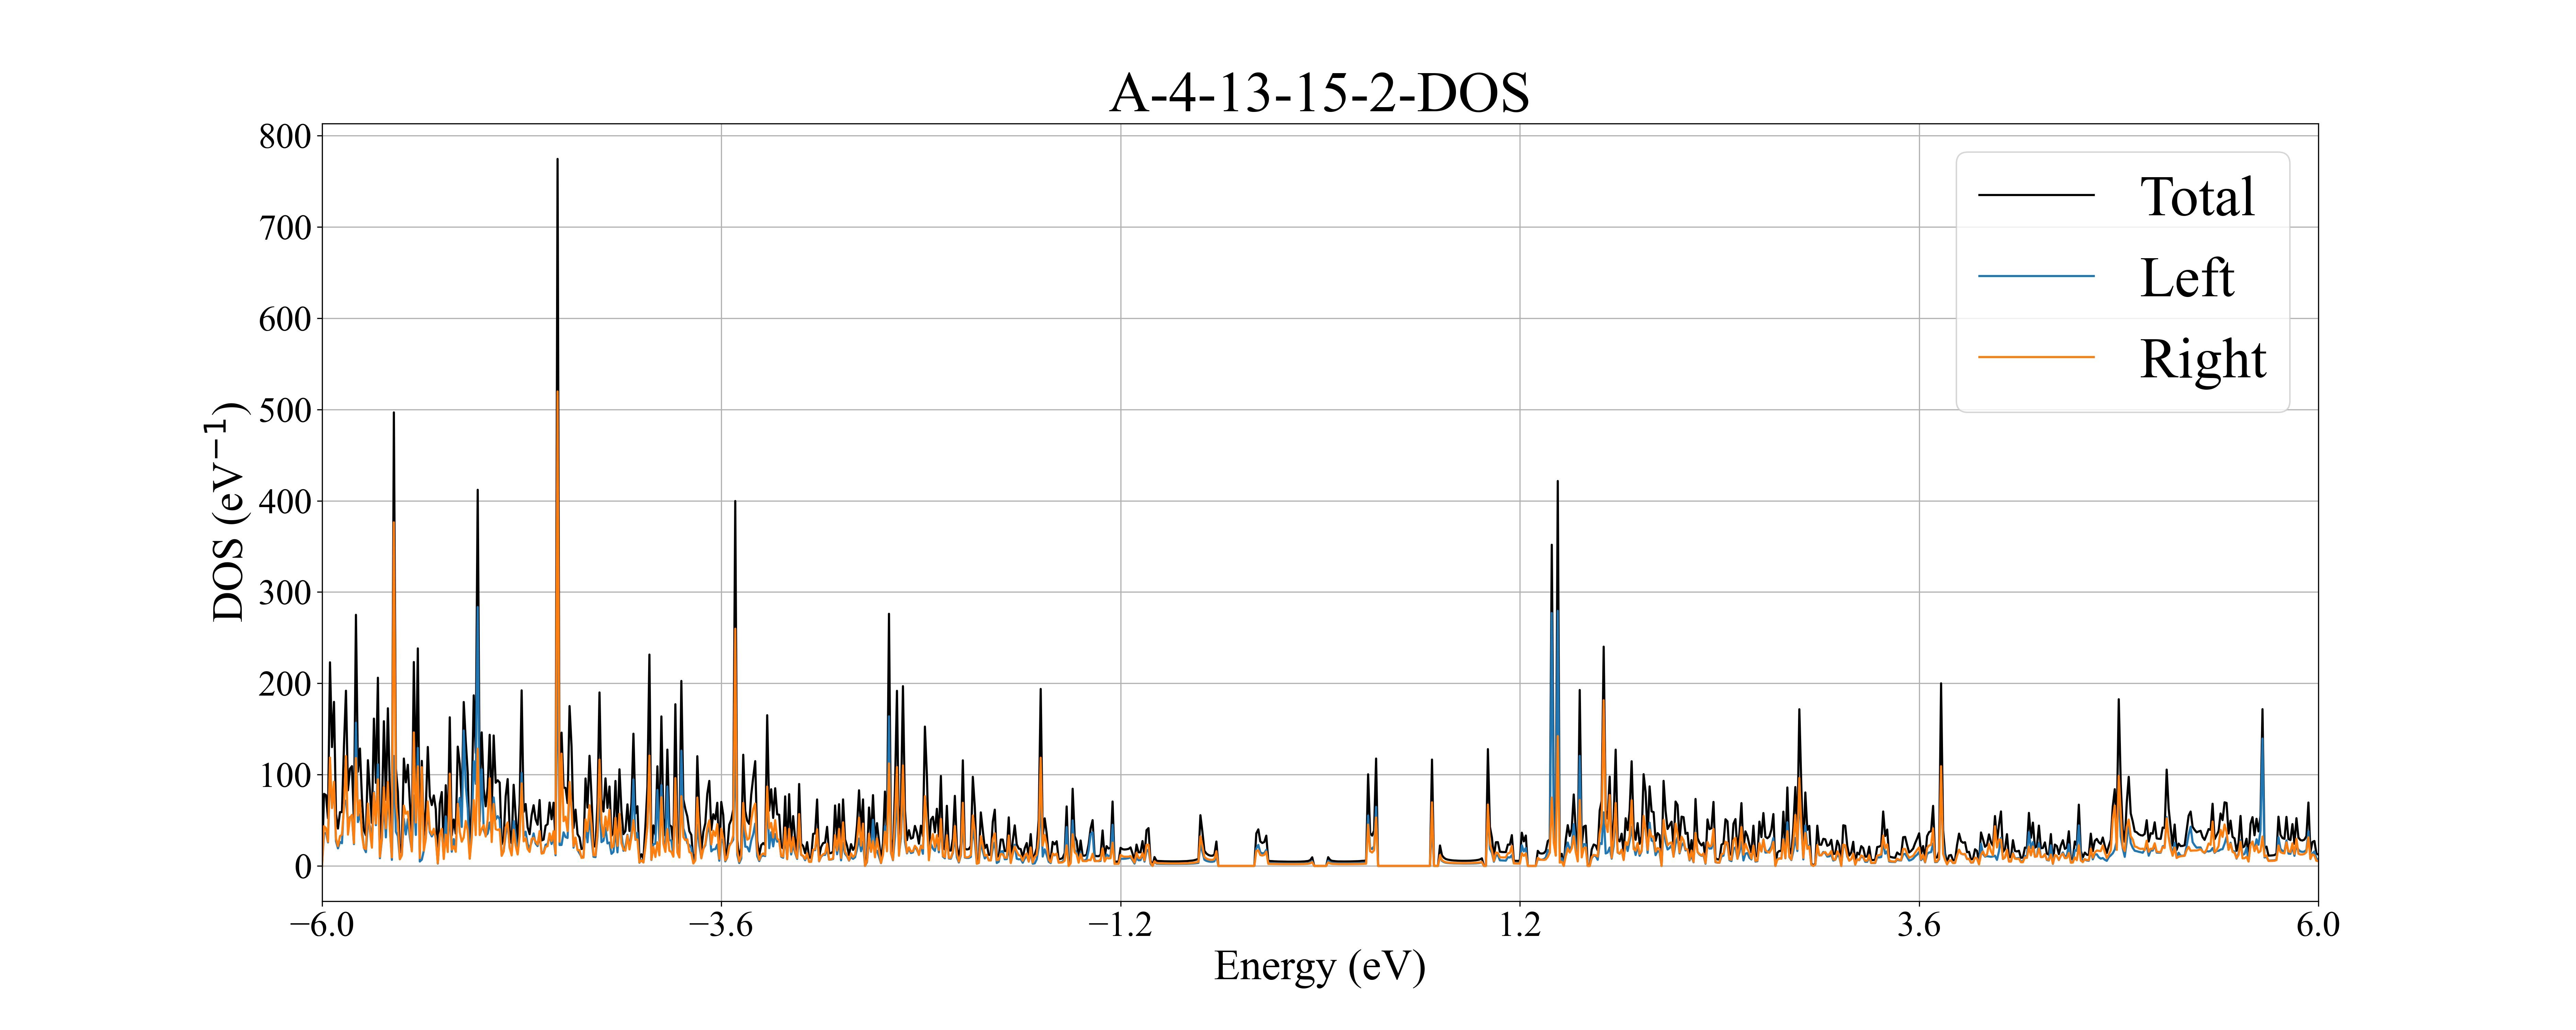 A-4-13-15-2-DOS
800
700
600
500
400
300
200
100
0
DOS (eV⁻¹)
Total
Left
Right
−6.0 −3.6 −1.2 1.2 3.6 6.0
Energy (eV)